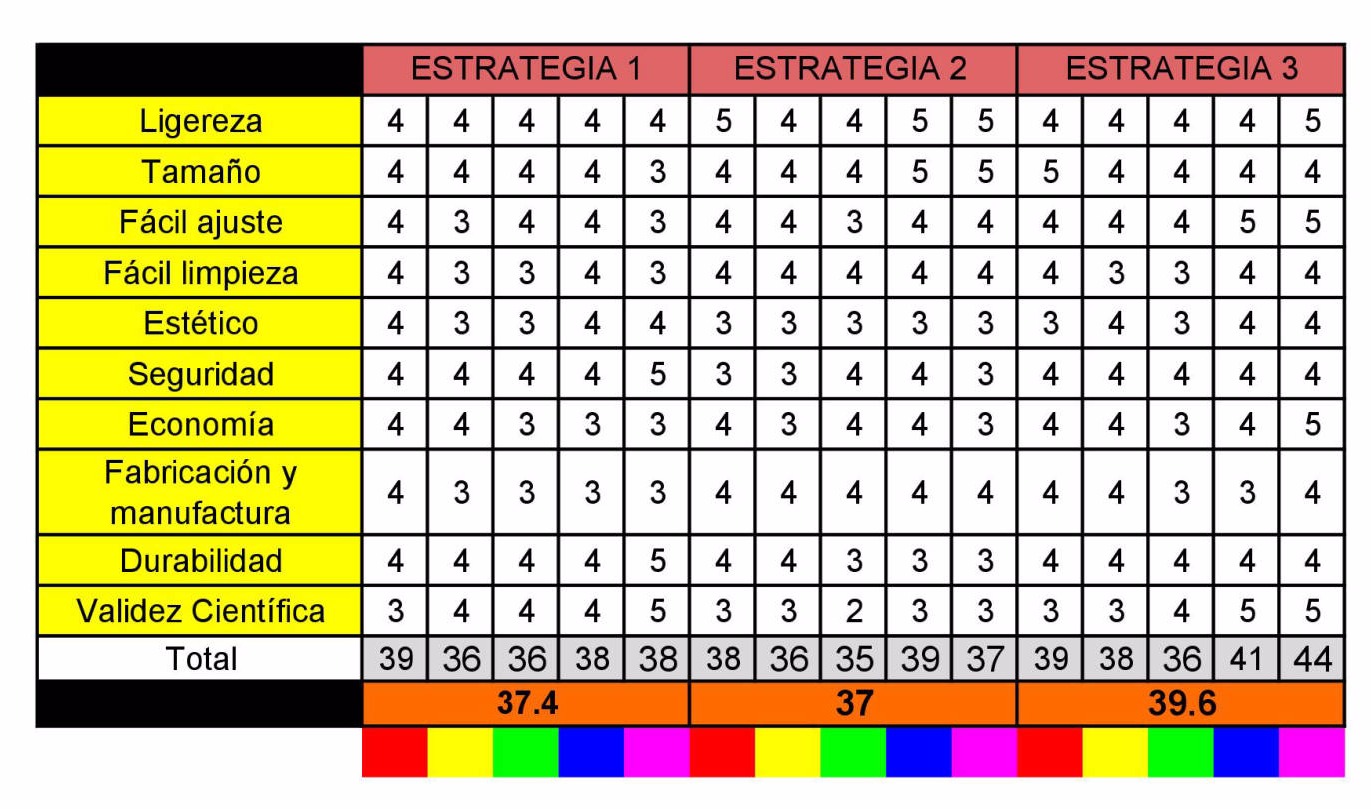 ESTRATEGIA 1 ESTRATEGIA 2 ESTRATEGIA 3
Ligereza 4 4 4 4 4 5 4 4 5 5 4 4 4 4 5
Tamaño 4 4 4 4 3 4 4 4 5 5 5 4 4 4 4
Fácil ajuste 4 3 4 4 3 4 4 3 4 4 4 4 4 5 5
Fácil limpieza 4 3 3 4 3 4 4 4 4 4 4 3 3 4 4
Estético 4 3 3 4 4 3 3 3 3 3 3 4 3 4 4
Seguridad 4 4 4 4 5 3 3 4 4 3 4 4 4 4 4
Economía 4 4 3 3 3 4 3 4 4 3 4 4 3 4 5
Fabricación y
manufactura 4 3 3 3 3 4 4 4 4 4 4 4 3 3 4
Durabilidad 4 4 4 4 5 4 4 3 3 3 4 4 4 4 4
Validez Científica 3 4 4 4 5 3 3 2 3 3 3 3 4 5 5
Total 39 36 36 38 38 38 36 35 39 37 39 38 36 41 44
37.4 37 39.6